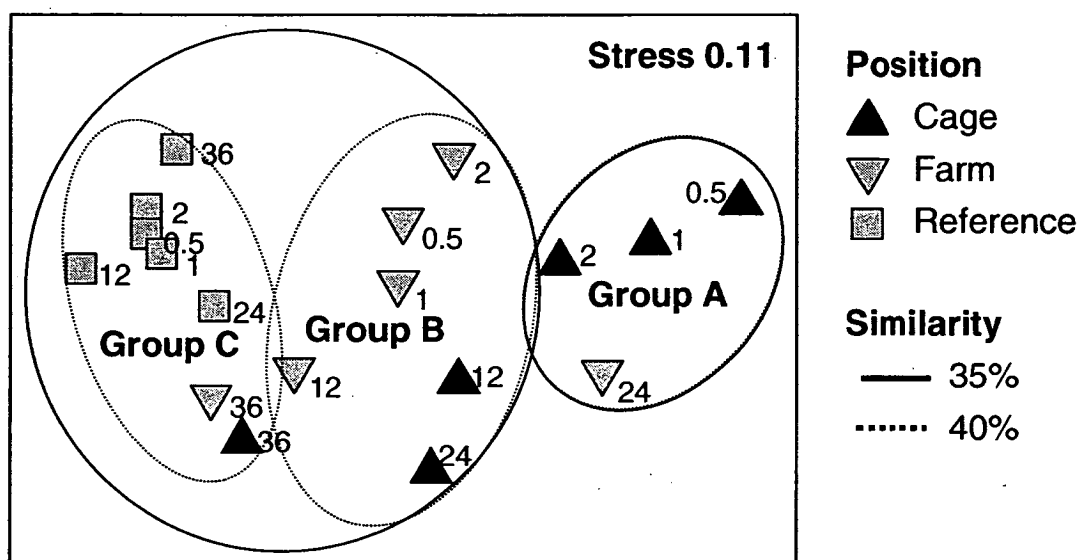 Stress 0.11
36
2
0.5
1
12
24
Group C
36
36
2
0.5
1
Group B
12
12
24
0.5
1
2
Group A
24
Position
Cage
Farm
Reference
Similarity
35%
40%